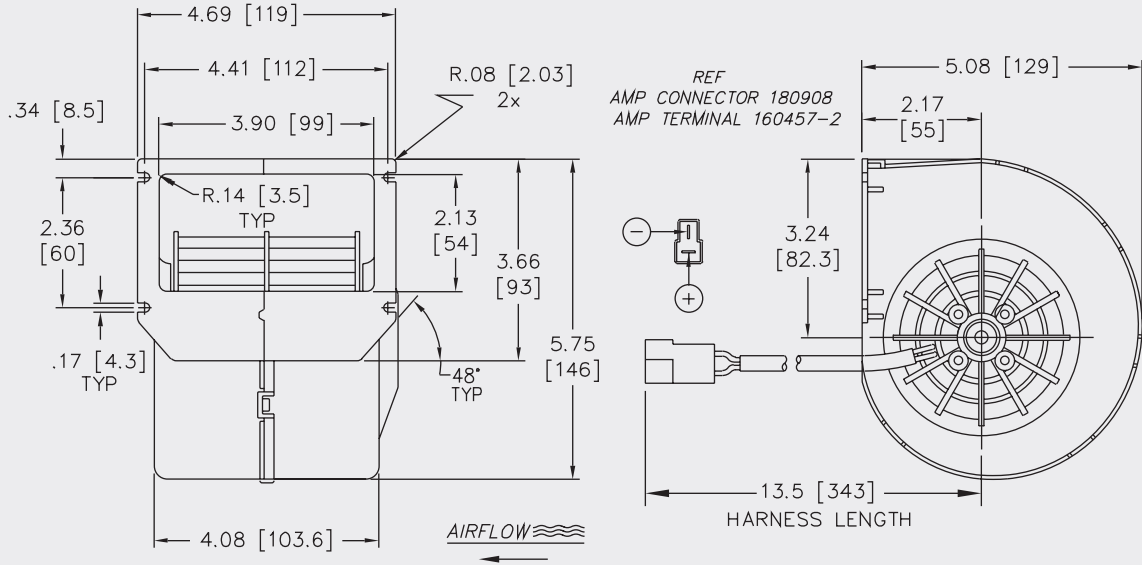 4.69 [119]
4.41 [112]
3.90 [99]
.34 [8.5]
R.08 [2.03]
2x
R.14 [3.5]
TYP
2.36
[60]
2.13
[54]
3.66
[93]
5.75
[146]
.17 [4.3]
TYP
48°
TYP
4.08 [103.6]
AIRFLOW
REF
AMP CONNECTOR 180908
AMP TERMINAL 160457-2
5.08 [129]
2.17
[55]
3.24
[82.3]
−
+
13.5 [343]
HARNESS LENGTH